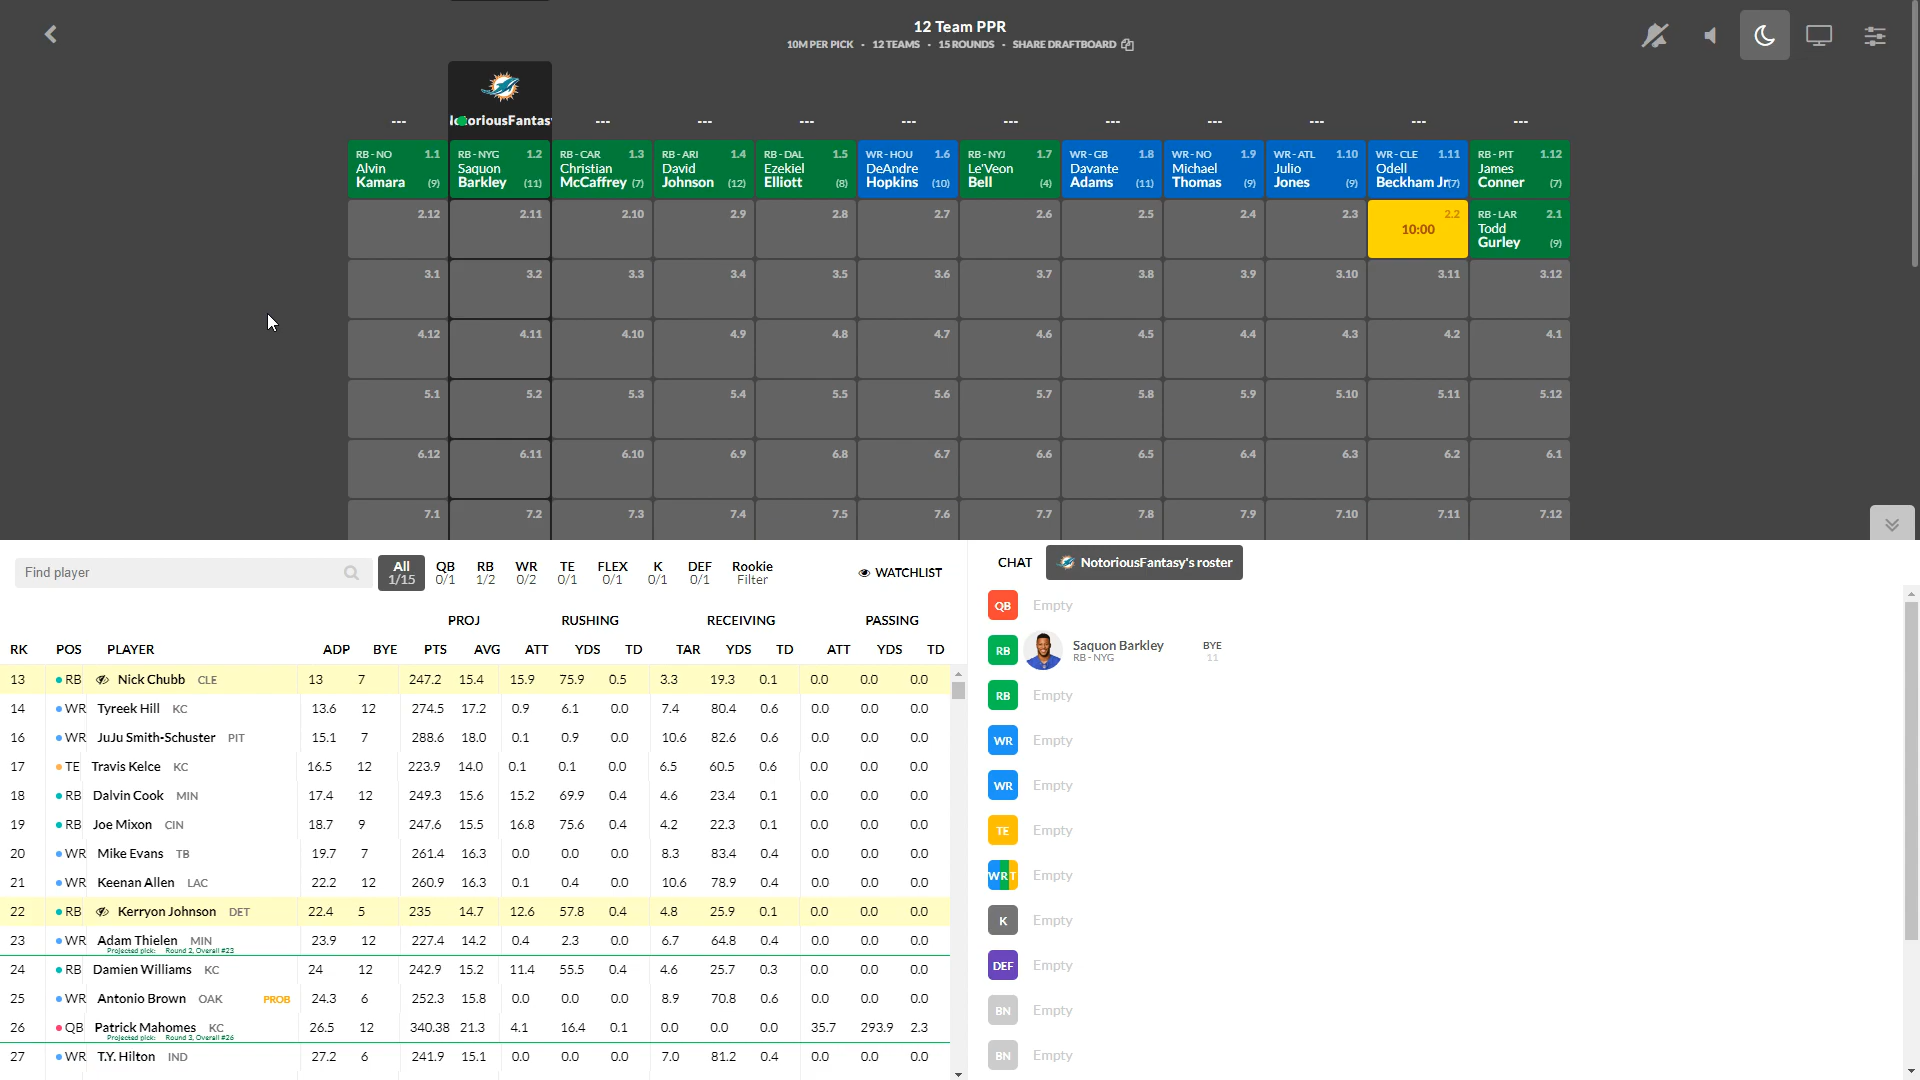 12 Team PPR
10M PER PICK • 12 TEAMS • 15 ROUNDS • SHARE DRAFTBOARD
--- --- --- --- --- --- --- --- --- --- ---
RB - NO 1.1 RB - NYG 1.2 RB - CAR 1.3 RB - ARI 1.4 RB - DAL 1.5 WR - HOU 1.6 RB - NYJ 1.7 WR - GB 1.8 WR - NO 1.9 WR - ATL 1.10 WR - CLE 1.11 RB - PIT 1.12
Alvin Saquon Christian David Ezekiel DeAndre Le'Veon Davante Michael Julio Odell James
Kamara (9) Barkley (11) McCaffrey (7) Johnson (12) Elliott (8) Hopkins (10) Bell (4) Adams (11) Thomas (9) Jones (9) Beckham Jr (7) Conner (7)
2.12 2.11 2.10 2.9 2.8 2.7 2.6 2.5 2.4 2.3 2.2 RB - LAR 2.1
10:00 Todd
Gurley (9)
3.1 3.2 3.3 3.4 3.5 3.6 3.7 3.8 3.9 3.10 3.11 3.12
4.12 4.11 4.10 4.9 4.8 4.7 4.6 4.5 4.4 4.3 4.2 4.1
5.1 5.2 5.3 5.4 5.5 5.6 5.7 5.8 5.9 5.10 5.11 5.12
6.12 6.11 6.10 6.9 6.8 6.7 6.6 6.5 6.4 6.3 6.2 6.1
7.1 7.2 7.3 7.4 7.5 7.6 7.7 7.8 7.9 7.10 7.11 7.12
Find player
All QB RB WR TE FLEX K DEF Rookie WATCHLIST
1/15 0/1 1/2 0/2 0/1 0/1 0/1 0/1 Filter
PROJ RUSHING RECEIVING PASSING
RK POS PLAYER ADP BYE PTS AVG ATT YDS TD TAR YDS TD ATT YDS TD
13 RB Nick Chubb CLE 13 7 247.2 15.4 15.9 75.9 0.5 3.3 19.3 0.1 0.0 0.0 0.0
14 WR Tyreek Hill KC 13.6 12 274.5 17.2 0.9 6.1 0.0 7.4 80.4 0.6 0.0 0.0 0.0
16 WR JuJu Smith-Schuster PIT 15.1 7 288.6 18.0 0.1 0.9 0.0 10.6 82.6 0.6 0.0 0.0 0.0
17 TE Travis Kelce KC 16.5 12 223.9 14.0 0.1 0.1 0.0 6.5 60.5 0.6 0.0 0.0 0.0
18 RB Dalvin Cook MIN 17.4 12 249.3 15.6 15.2 69.9 0.4 4.6 23.4 0.1 0.0 0.0 0.0
19 RB Joe Mixon CIN 18.7 9 247.6 15.5 16.8 75.6 0.4 4.2 22.3 0.1 0.0 0.0 0.0
20 WR Mike Evans TB 19.7 7 261.4 16.3 0.0 0.0 0.0 8.3 83.4 0.4 0.0 0.0 0.0
21 WR Keenan Allen LAC 22.2 12 260.9 16.3 0.1 0.4 0.0 10.6 78.9 0.4 0.0 0.0 0.0
22 RB Kerryon Johnson DET 22.4 5 235 14.7 12.6 57.8 0.4 4.8 25.9 0.1 0.0 0.0 0.0
23 WR Adam Thielen MIN 23.9 12 227.4 14.2 0.4 2.3 0.0 6.7 64.8 0.4 0.0 0.0 0.0
Projected pick: Round 2, Overall #23
24 RB Damien Williams KC 24 12 242.9 15.2 11.4 55.5 0.4 4.6 25.7 0.3 0.0 0.0 0.0
25 WR Antonio Brown OAK PROB 24.3 6 252.3 15.8 0.0 0.0 0.0 8.9 70.8 0.6 0.0 0.0 0.0
26 QB Patrick Mahomes KC 26.5 12 340.38 21.3 4.1 16.4 0.1 0.0 0.0 0.0 35.7 293.9 2.3
Projected pick: Round 2, Overall #26
27 WR T.Y. Hilton IND 27.2 6 241.9 15.1 0.0 0.0 0.0 7.0 81.2 0.4 0.0 0.0 0.0
CHAT NotoriousFantasy's roster
QB Empty
RB Saquon Barkley BYE
RB - NYG 11
RB Empty
WR Empty
WR Empty
TE Empty
WRT Empty
K Empty
DEF Empty
BN Empty
BN Empty